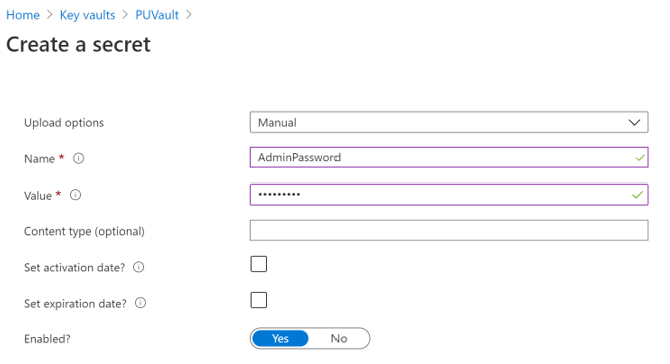 Home > Key vaults > PUVault >
Create a secret
Upload options Manual
Name * AdminPassword
Value * •••••••••
Content type (optional)
Set activation date?
Set expiration date?
Enabled? Yes No